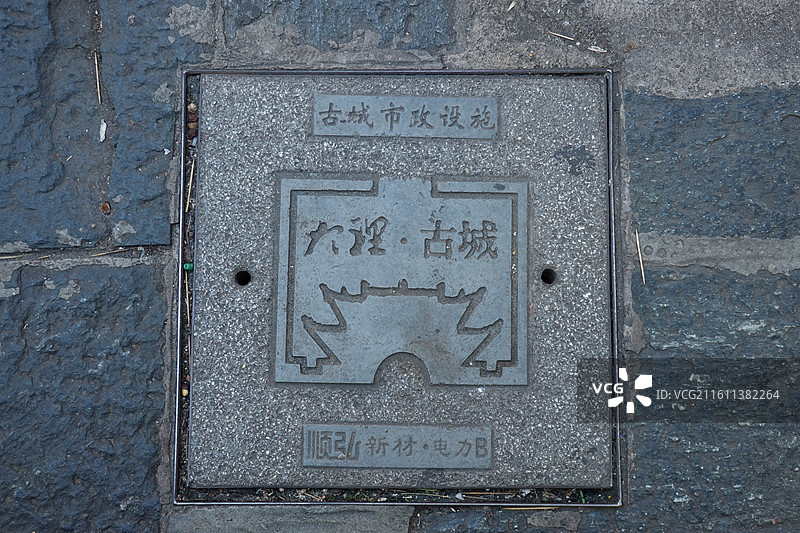 古城市政设施
大理·古城
顺弘 新材·电力B
VCG ID: VCG211611382264